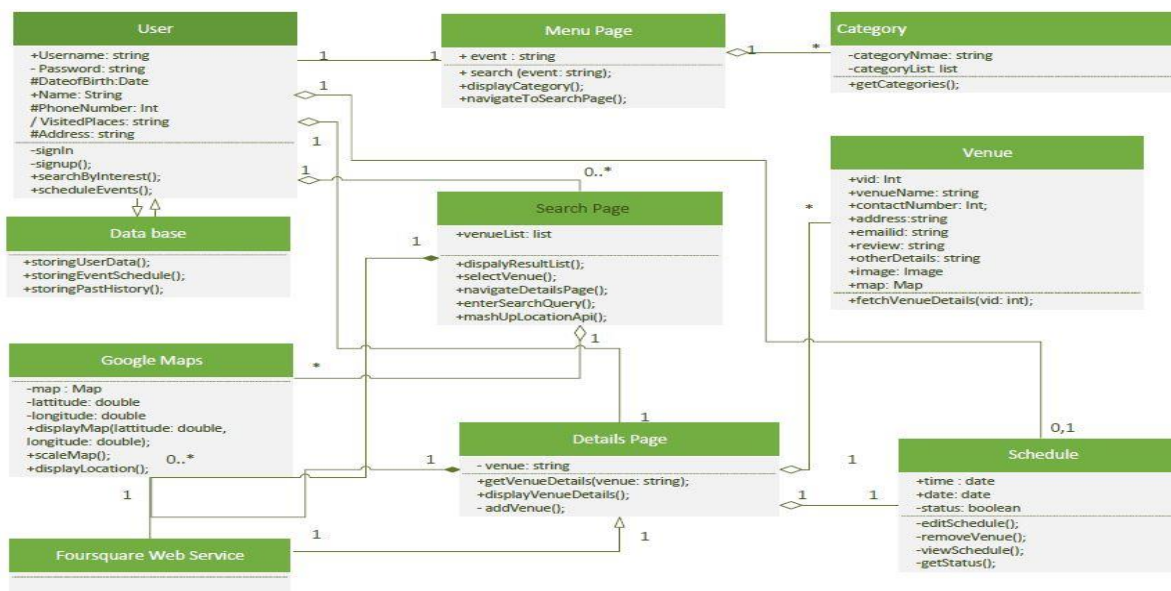 User
+Username: string
- Password: string
#DateofBirth:Date
+Name: String
#PhoneNumber: Int
/ VisitedPlaces: string
#Address: string
-signIn
-signup();
+searchByInterest();
+scheduleEvents();
1
1
1
1
1
Menu Page
+ event : string
+ search (event: string);
+displayCategory();
+navigateToSearchPage();
1
*
Category
-categoryNmae: string
-categoryList: list
+getCategories();
Data base
+storingUserData();
+storingEventSchedule();
+storingPastHistory();
0..*
Search Page
+venueList: list
+dispalyResultList();
+selectVenue();
+navigateDetailsPage();
+enterSearchQuery();
+mashUpLocationApi();
1
1
Venue
+vid: Int
+venueName: string
+contactNumber: Int;
+address:string
+emailid: string
+review: string
+otherDetails: string
+image: Image
+map: Map
+fetchVenueDetails(vid: int);
*
Google Maps
-map : Map
-lattitude: double
-longitude: double
+displayMap(lattitude: double,
longitude: double);
+scaleMap();
+displayLocation();
*
0..*
1
1
Details Page
- venue: string
+getVenueDetails(venue: string);
+displayVenueDetails();
- addVenue();
1
1
1
1
0,1
Schedule
+time : date
+date: date
-status: boolean
-editSchedule();
-removeVenue();
-viewSchedule();
-getStatus();
Foursquare Web Service
1
1